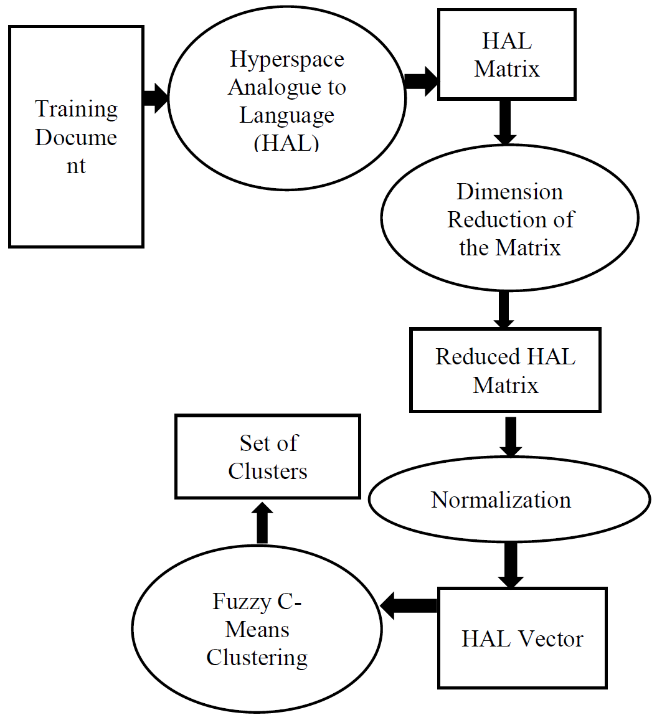 Training
Docume
nt
Hyperspace
Analogue to
Language
(HAL)
HAL
Matrix
Dimension
Reduction of
the Matrix
Reduced HAL
Matrix
Normalization
HAL Vector
Fuzzy C-
Means
Clustering
Set of
Clusters